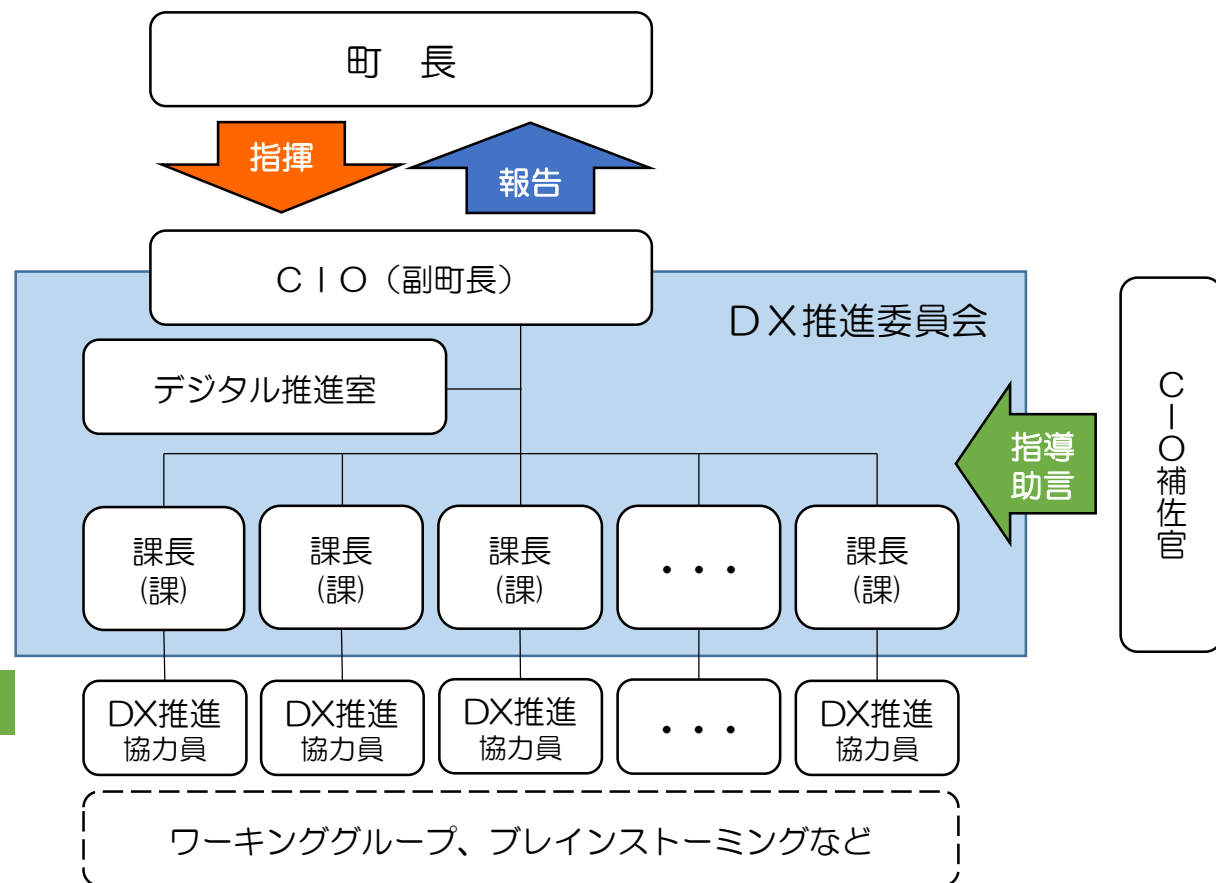 町　長
指揮
報告
ＣＩＯ（副町長）
ＤＸ推進委員会
デジタル推進室
指導
助言
ＣＩＯ補佐官
課長
(課)
課長
(課)
課長
(課)
・・・
課長
(課)
DX推進
協力員
DX推進
協力員
DX推進
協力員
・・・
DX推進
協力員
ワーキンググループ、ブレインストーミングなど